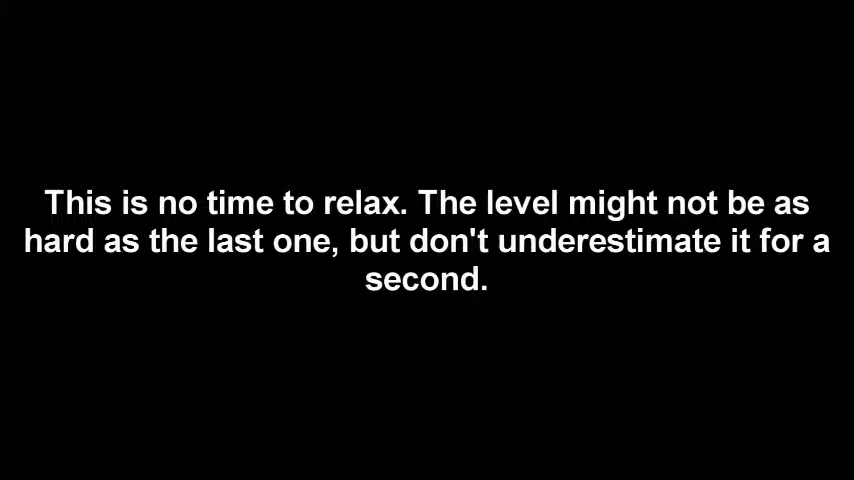 This is no time to relax. The level might not be as
hard as the last one, but don't underestimate it for a
second.